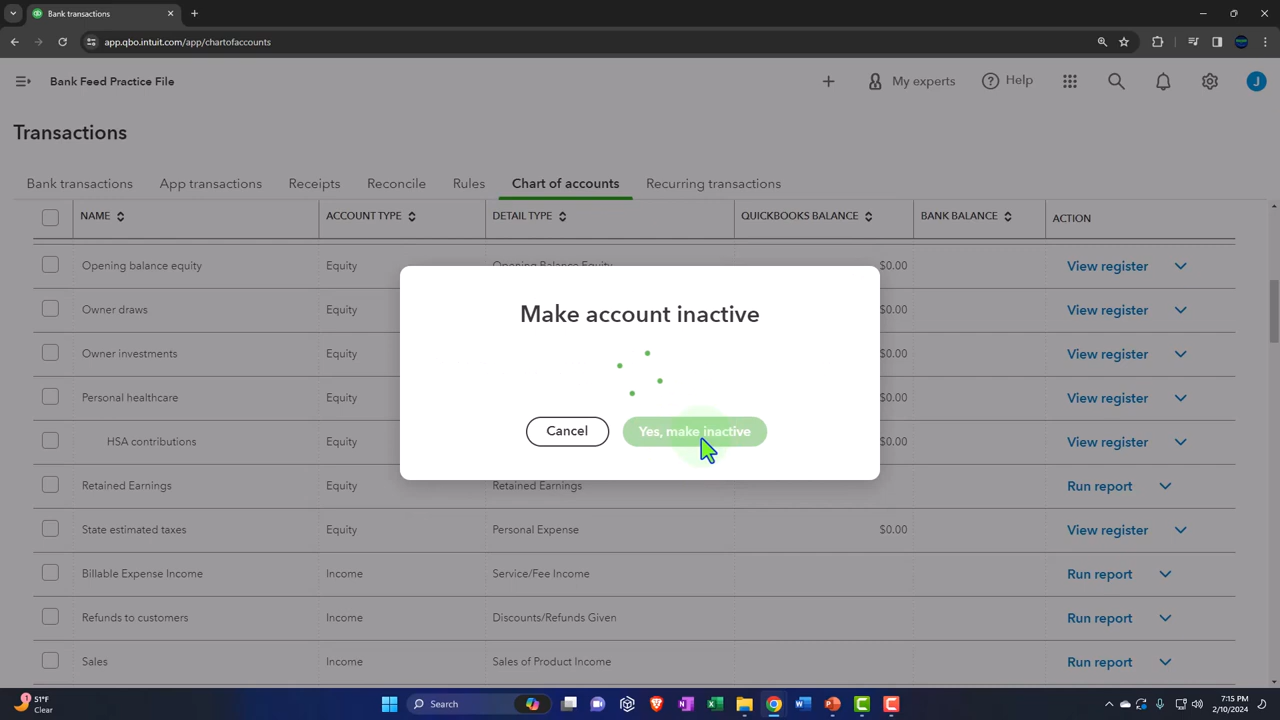 Bank transactions
app.qbo.intuit.com/app/chartofaccounts
Bank Feed Practice File
My experts
Help
J
Transactions
Bank transactions
App transactions
Receipts
Reconcile
Rules
Chart of accounts
Recurring transactions
NAME
ACCOUNT TYPE
DETAIL TYPE
QUICKBOOKS BALANCE
BANK BALANCE
ACTION
Opening balance equity
Equity
Opening Balance Equity
$0.00
View register
Owner draws
Equity
$0.00
View register
Owner investments
Equity
$0.00
View register
Personal healthcare
Equity
$0.00
View register
HSA contributions
Equity
$0.00
View register
Make account inactive
Cancel
Yes, make inactive
Retained Earnings
Equity
Retained Earnings
Run report
State estimated taxes
Equity
Personal Expense
$0.00
View register
Billable Expense Income
Income
Service/Fee Income
Run report
Refunds to customers
Income
Discounts/Refunds Given
Run report
Sales
Income
Sales of Product Income
Run report
51°F
Clear
Search
7:15 PM
2/10/2024